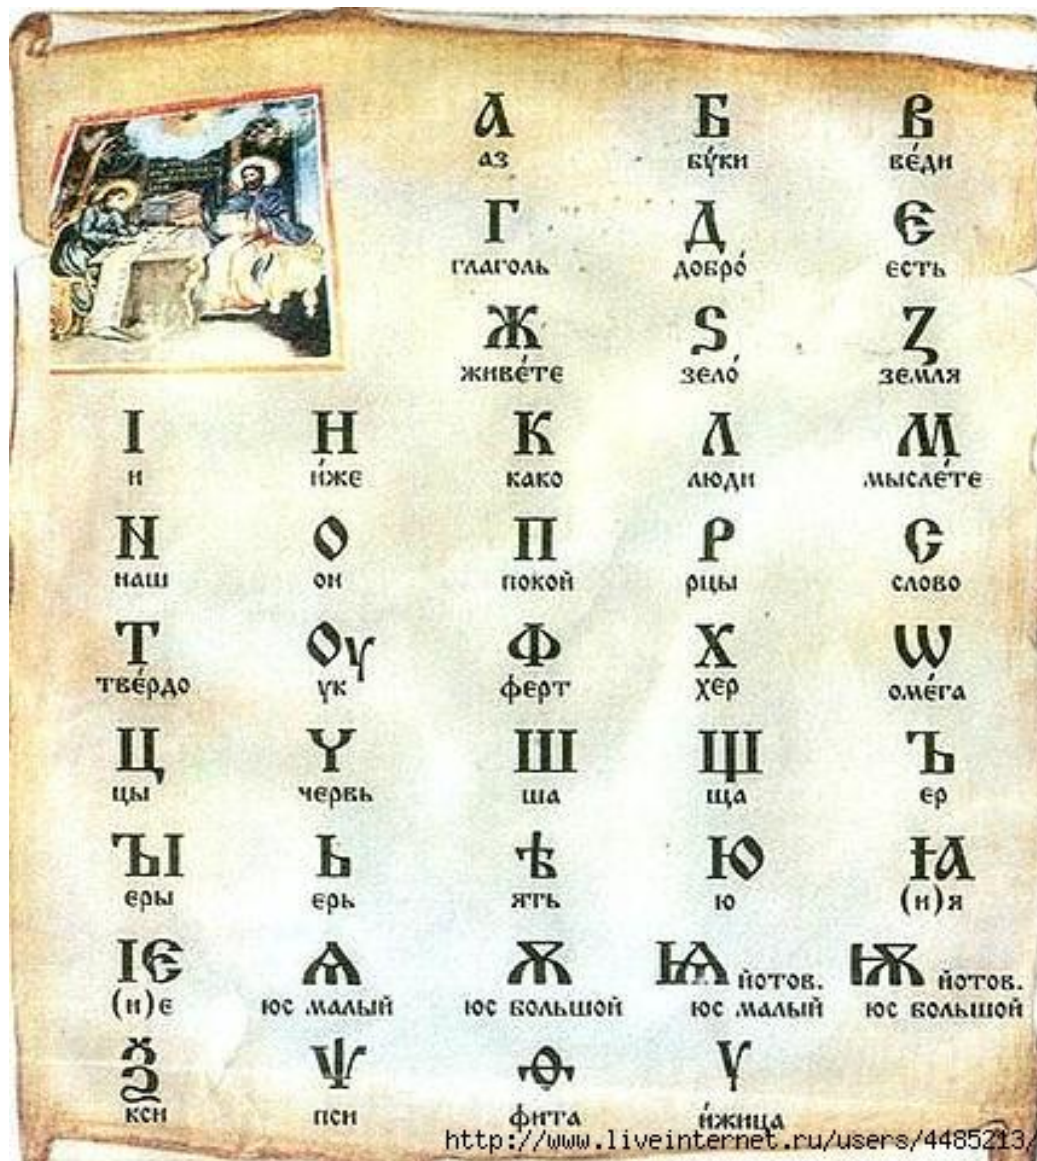 А Б В
аз бу́ки ве́ди
Г Д Є
глаголь добро́ єсть
Ж Ѕ З
живе́те зело́ земля
І Н К Л М
и и́же како люди мысле́те
N О П Р С
наш он покой рцы слово
Т Оу Ф Х Ѡ
тве́рдо ук ферт хер оме́га
Ц Ч Ш Щ Ъ
цы червь ша ща ер
ЪІ Ь Ѣ Ю Ꙗ
еры ерь ять ю (и)я
Ѥ Ѧ Ѫ Ѩ йотов. Ѭ йотов.
(и)е юс малый юс большой юс малый юс большой
Ѯ Ѱ Ѳ Ѵ
кси пси фита и́жица
http://www.liveinternet.ru/users/4485213/